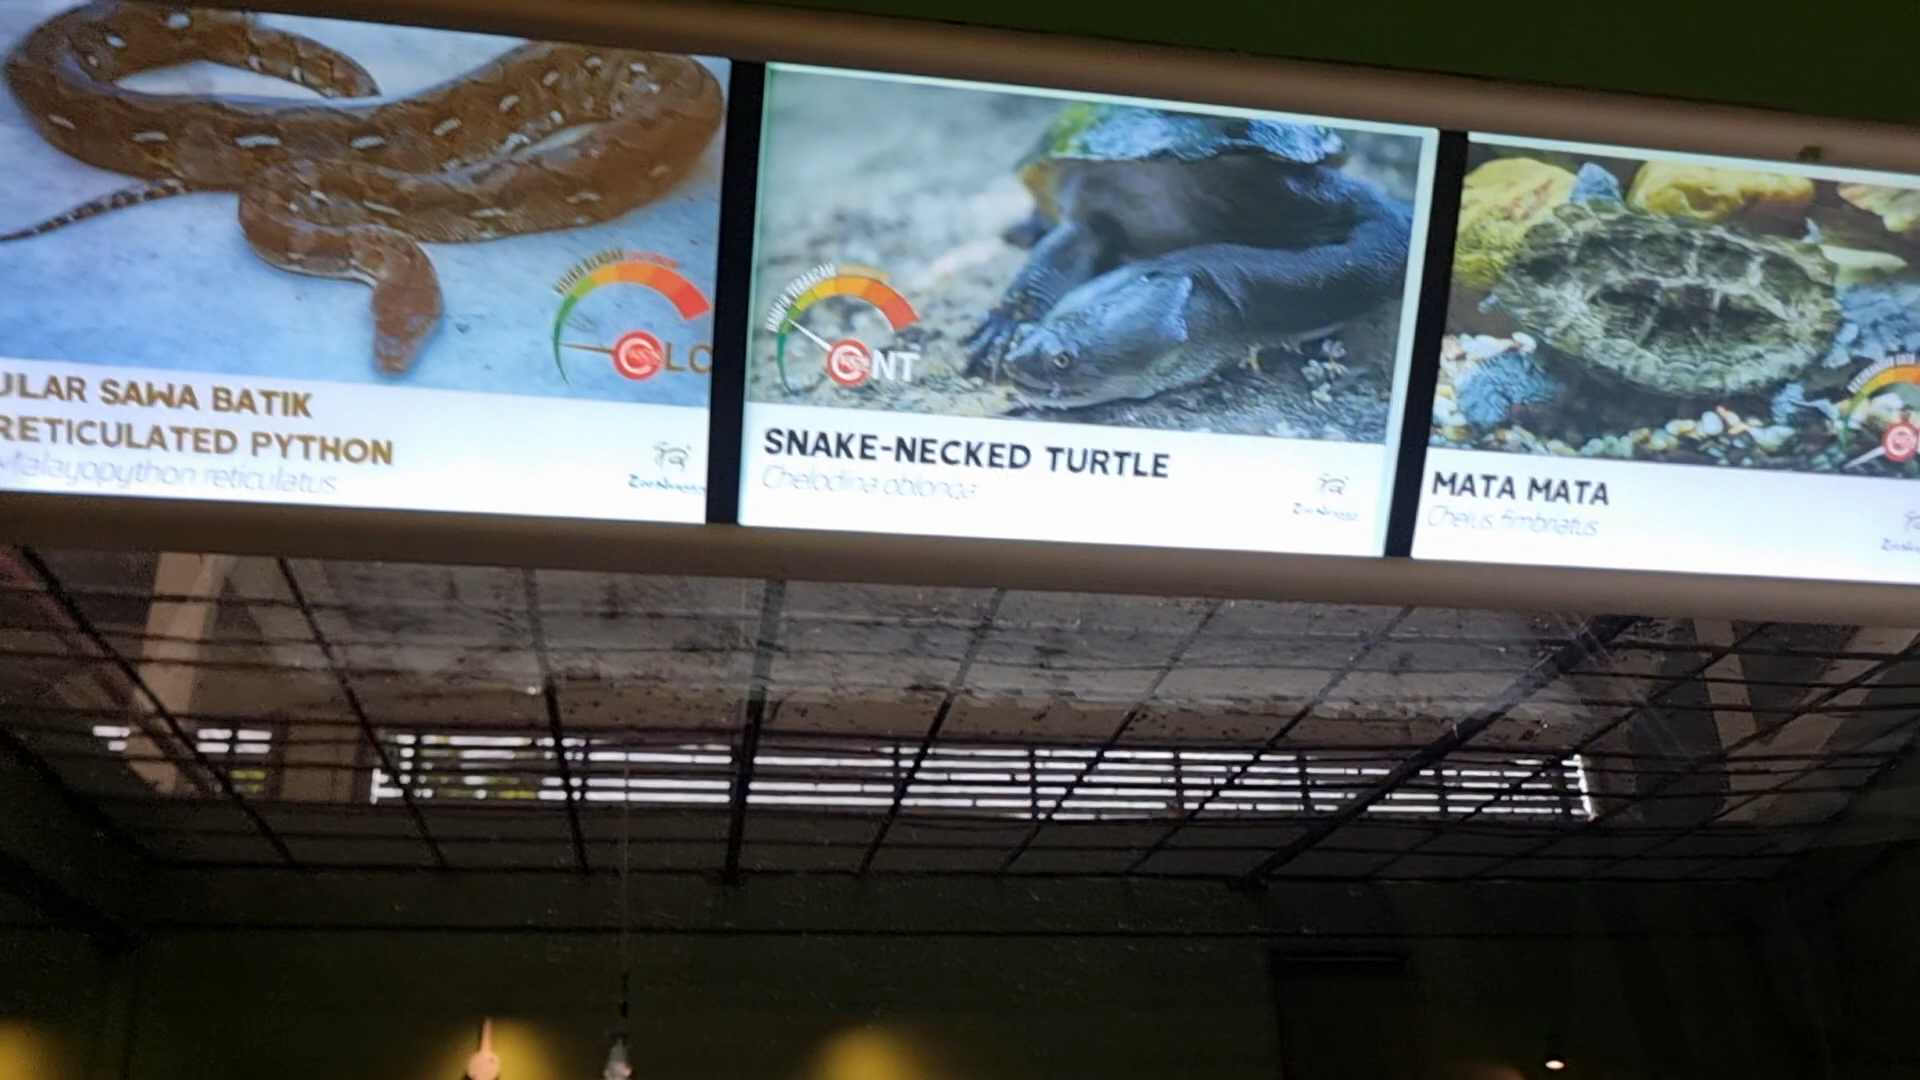 ULAR SAWA BATIK
RETICULATED PYTHON
Malayopython reticulatus
LC
SNAKE-NECKED TURTLE
Chelodina oblonga
NT
MATA MATA
Chelus fimbriatus